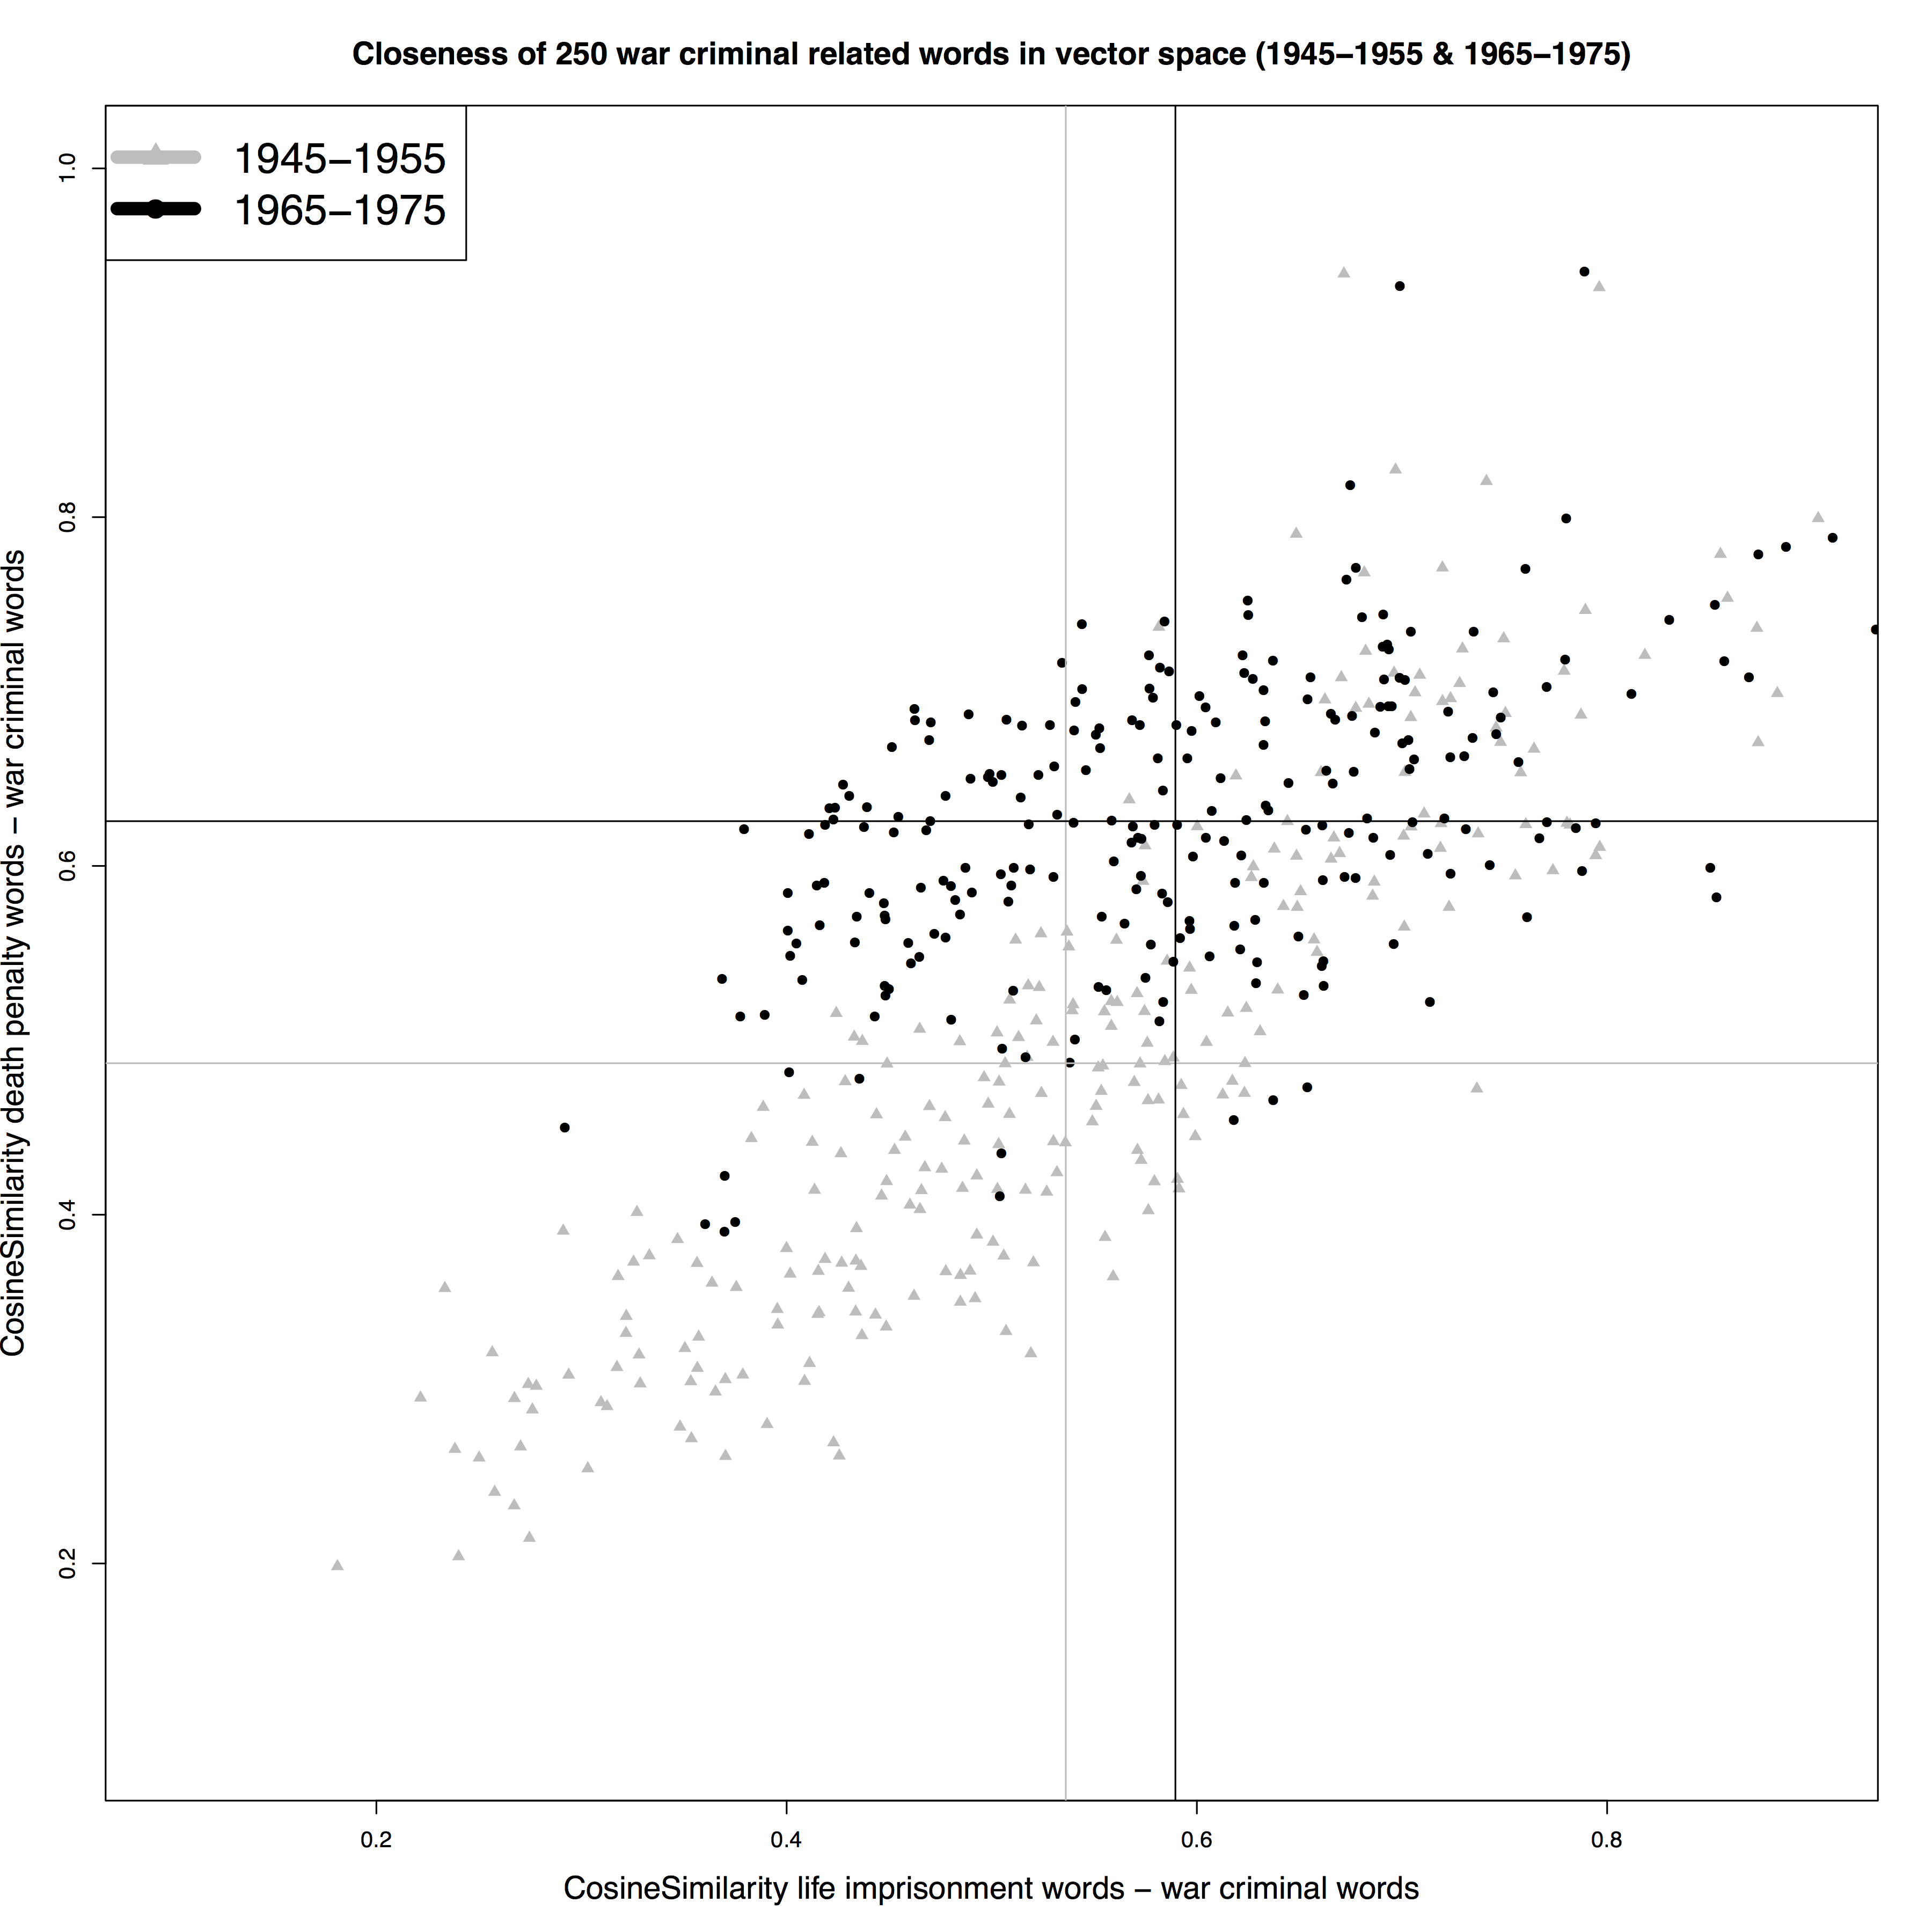 Closeness of 250 war criminal related words in vector space (1945–1955 & 1965–1975)
1945–1955
1965–1975
1.0
0.8
0.6
0.4
0.2
CosineSimilarity death penalty words – war criminal words
0.2 0.4 0.6 0.8
CosineSimilarity life imprisonment words – war criminal words